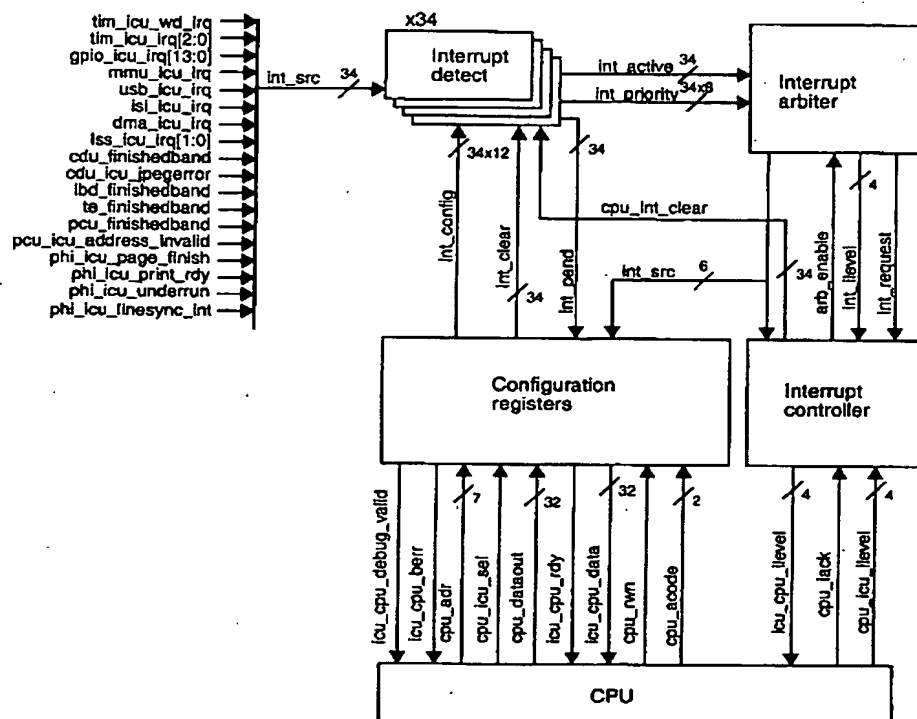 tim_icu_wd_irq
tim_icu_irq[2:0]
gpio_icu_irq[13:0]
mmu_icu_irq
usb_icu_irq
isi_icu_irq
dma_icu_irq
lss_icu_irq[1:0]
cdu_finishedband
cdu_icu_jpegerror
lbd_finishedband
te_finishedband
pcu_finishedband
pcu_icu_address_invalid
phi_icu_page_finish
phi_icu_print_rdy
phi_icu_underrun
phi_icu_linesync_int
int_src
34
x34
Interrupt
detect
int_active
34
int_priority
34x8
Interrupt
arbiter
34x12
34
int_config
int_clear
34
int_pend
cpu_int_clear
int_src
6
34
arb_enable
4
int_ilevel
int_request
Configuration
registers
Interrupt
controller
icu_cpu_debug_valid
icu_cpu_berr
7
cpu_adr
cpu_icu_sel
32
cpu_dataout
icu_cpu_rdy
32
icu_cpu_data
cpu_rwn
2
cpu_acode
4
icu_cpu_ilevel
cpu_iack
4
cpu_icu_ilevel
CPU